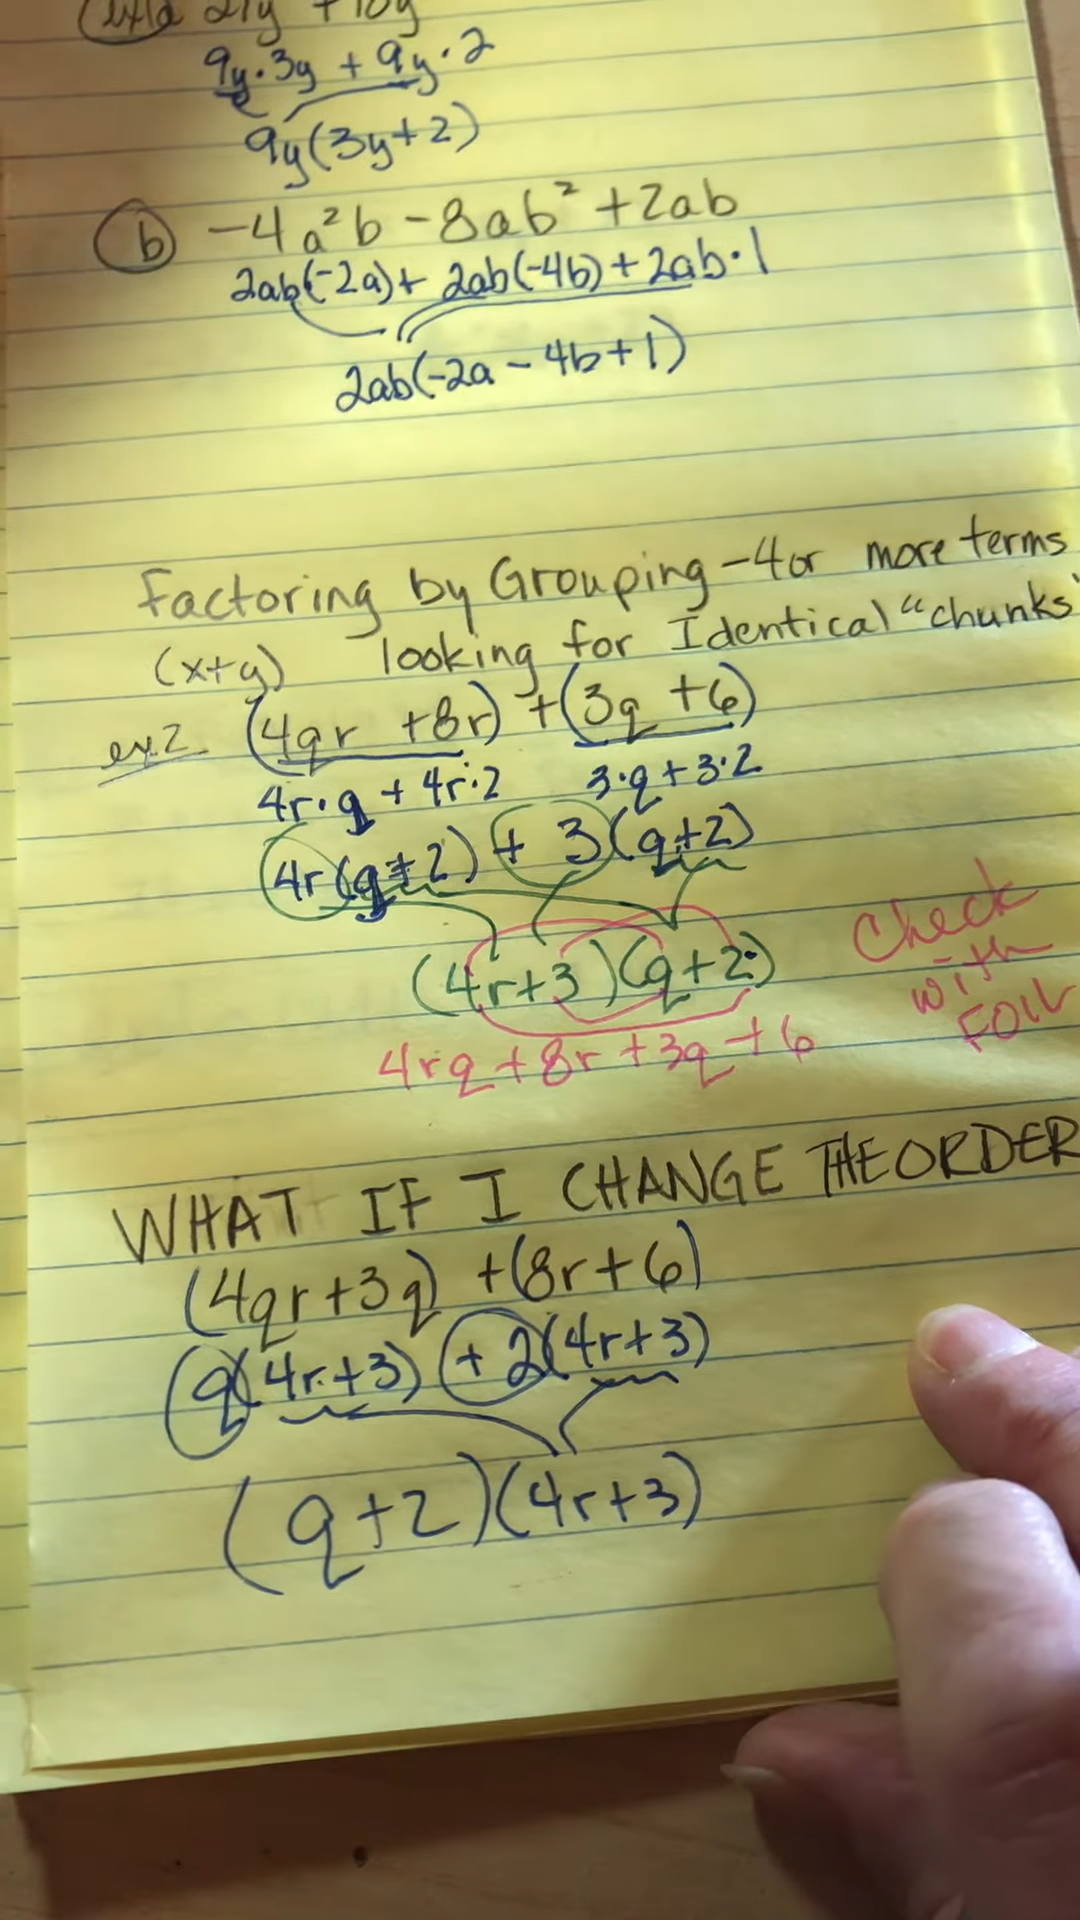 9y·3y + 9y·2
9y(3y+2)
b) -4a²b - 8ab² + 2ab
2ab(-2a) + 2ab(-4b) + 2ab·1
2ab(-2a - 4b + 1)
Factoring by Grouping - 4 or more terms
(x+y) looking for Identical "chunks"
ex.2 (4qr + 8r) + (3q + 6)
4r·q + 4r·2 3·q + 3·2
4r(q+2) + 3(q+2)
(4r+3)(q+2)
Check
with
FOIL
4rq + 8r + 3q + 6
WHAT IF I CHANGE THE ORDER
(4qr+3q) + (8r+6)
q(4r+3) + 2(4r+3)
(q+2)(4r+3)